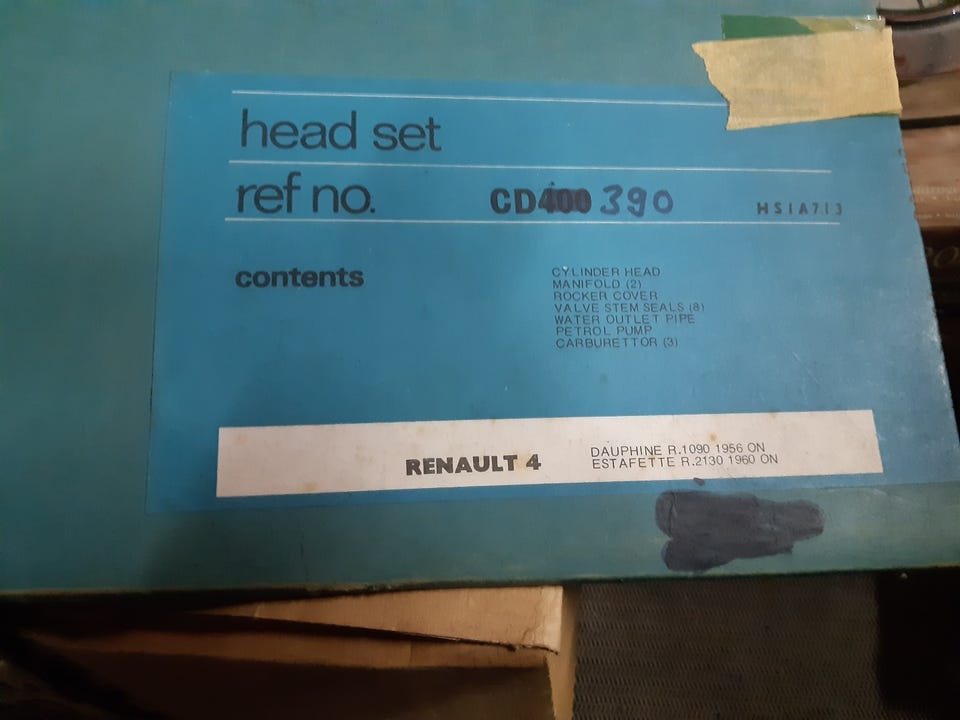 head set
ref no. CD400 390 HS1A713
contents
CYLINDER HEAD
MANIFOLD (2)
ROCKER COVER
VALVE STEM SEALS (8)
WATER OUTLET PIPE
PETROL PUMP
CARBURETTOR (3)
RENAULT 4
DAUPHINE R.1090 1956 ON
ESTAFETTE R.2130 1960 ON